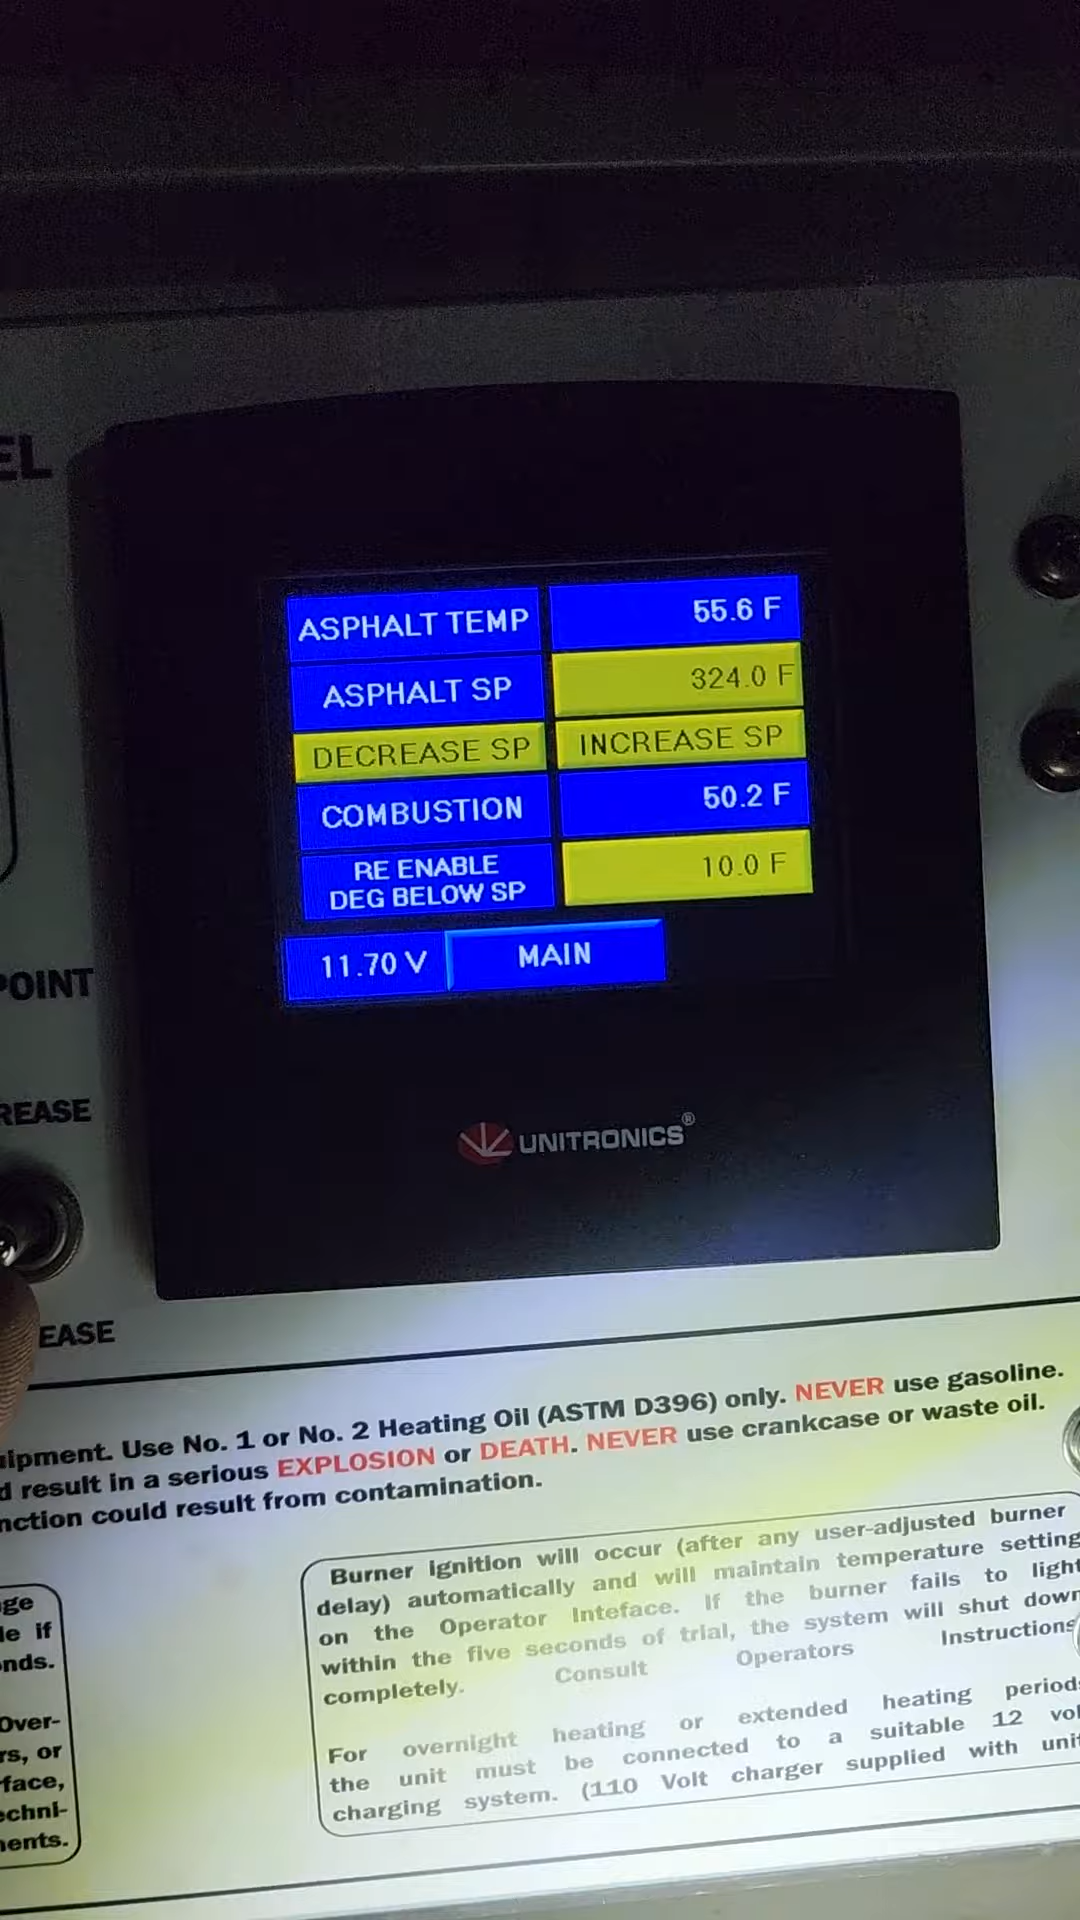 EL
ASPHALT TEMP 55.6 F
ASPHALT SP 324.0 F
DECREASE SP INCREASE SP
COMBUSTION 50.2 F
RE ENABLE
DEG BELOW SP
10.0 F
11.70 V MAIN
POINT
REASE
UNITRONICS®
EASE
uipment. Use No. 1 or No. 2 Heating Oil (ASTM D396) only. NEVER use gasoline.
d result in a serious EXPLOSION or DEATH. NEVER use crankcase or waste oil.
nction could result from contamination.
ge
le if
nds.
Over-
rs, or
face,
echni-
nents.
Burner ignition will occur (after any user-adjusted burner
delay) automatically and will maintain temperature setting
on the Operator Inteface. If the burner fails to light
within the five seconds of trial, the system will shut down
completely. Consult Operators Instructions
For overnight heating or extended heating periods
the unit must be connected to a suitable 12 vol
charging system. (110 Volt charger supplied with unit